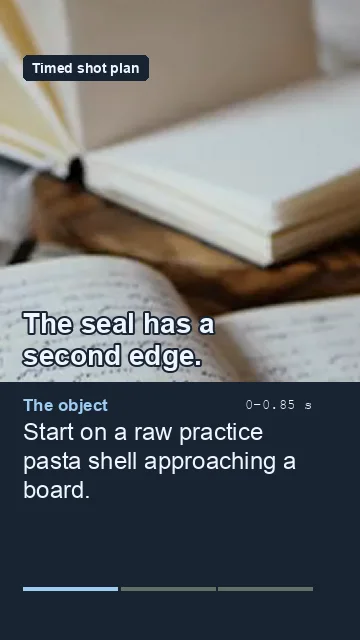 Timed shot plan
The seal has a
second edge.
The object
0–0.85 s
Start on a raw practice
pasta shell approaching a
board.